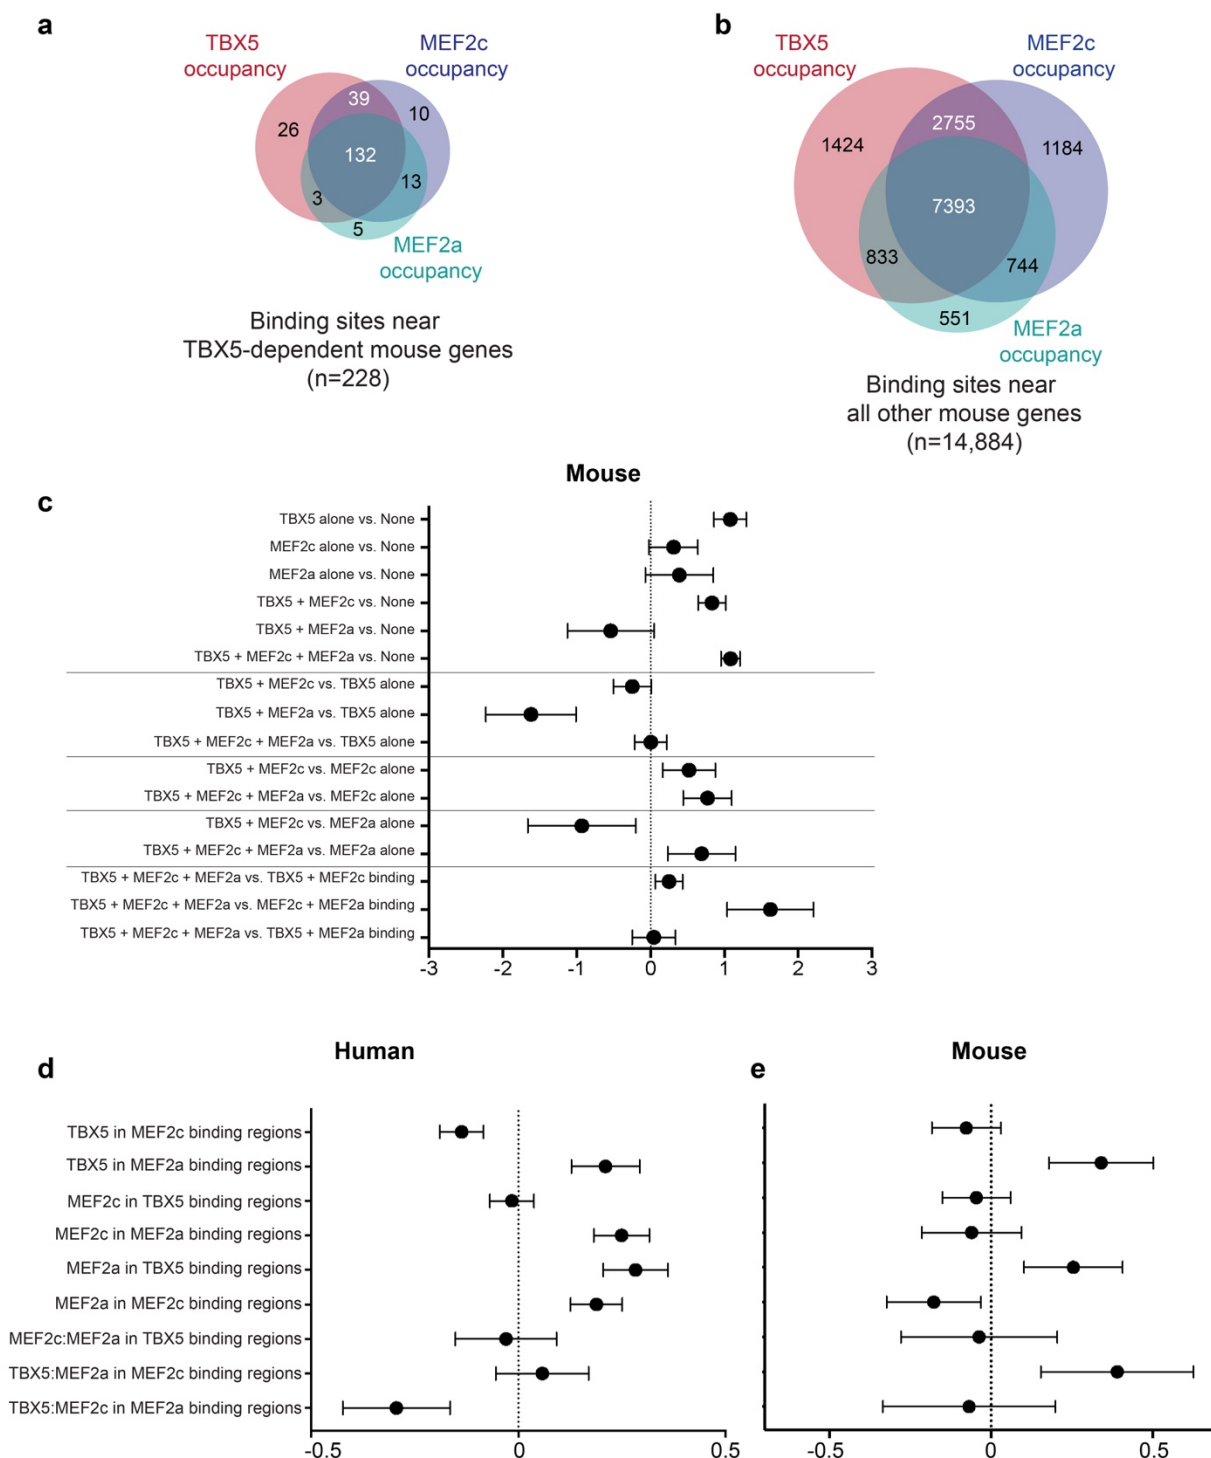 a
TBX5
occupancy
MEF2c
occupancy
39
10
26
132
13
3
5
MEF2a
occupancy
Binding sites near
TBX5-dependent mouse genes
(n=228)
b
TBX5
occupancy
MEF2c
occupancy
2755
1424
1184
7393
833
744
551
MEF2a
occupancy
Binding sites near
all other mouse genes
(n=14,884)
c
Mouse
TBX5 alone vs. None
MEF2c alone vs. None
MEF2a alone vs. None
TBX5 + MEF2c vs. None
TBX5 + MEF2a vs. None
TBX5 + MEF2c + MEF2a vs. None
TBX5 + MEF2c vs. TBX5 alone
TBX5 + MEF2a vs. TBX5 alone
TBX5 + MEF2c + MEF2a vs. TBX5 alone
TBX5 + MEF2c vs. MEF2c alone
TBX5 + MEF2c + MEF2a vs. MEF2c alone
TBX5 + MEF2c vs. MEF2a alone
TBX5 + MEF2c + MEF2a vs. MEF2a alone
TBX5 + MEF2c + MEF2a vs. TBX5 + MEF2c binding
TBX5 + MEF2c + MEF2a vs. MEF2c + MEF2a binding
TBX5 + MEF2c + MEF2a vs. TBX5 + MEF2a binding
-3 -2 -1 0 1 2 3
d
Human
TBX5 in MEF2c binding regions
TBX5 in MEF2a binding regions
MEF2c in TBX5 binding regions
MEF2c in MEF2a binding regions
MEF2a in TBX5 binding regions
MEF2a in MEF2c binding regions
MEF2c:MEF2a in TBX5 binding regions
TBX5:MEF2a in MEF2c binding regions
TBX5:MEF2c in MEF2a binding regions
-0.5 0 0.5
e
Mouse
-0.5 0 0.5